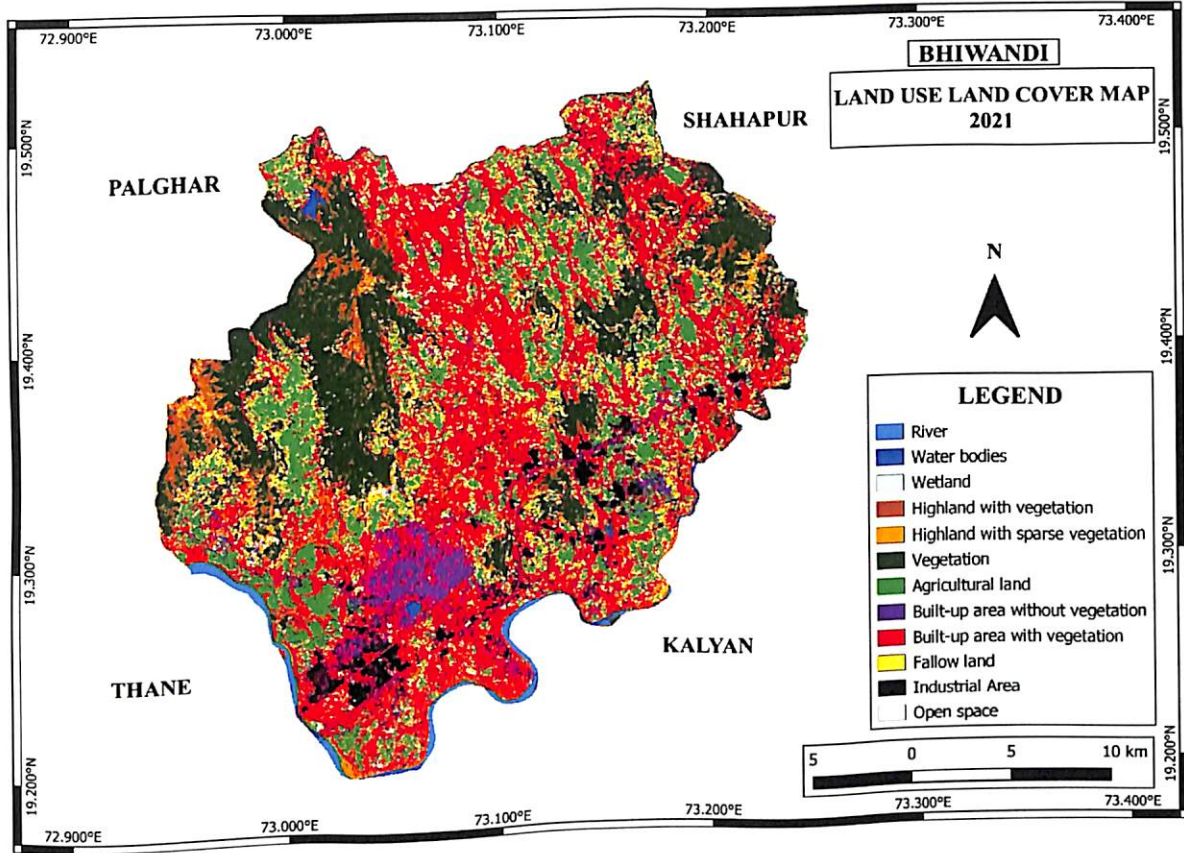 72.900°E 73.000°E 73.100°E 73.200°E 73.300°E 73.400°E
BHIWANDI
LAND USE LAND COVER MAP
2021
SHAHAPUR
PALGHAR
19.500°N 19.500°N
N
19.400°N 19.400°N
LEGEND
River
Water bodies
Wetland
Highland with vegetation
Highland with sparse vegetation
Vegetation
Agricultural land
Built-up area without vegetation
Built-up area with vegetation
Fallow land
Industrial Area
Open space
19.300°N 19.300°N
KALYAN
THANE
5 0 5 10 km
19.200°N 19.200°N
72.900°E 73.000°E 73.100°E 73.200°E 73.300°E 73.400°E